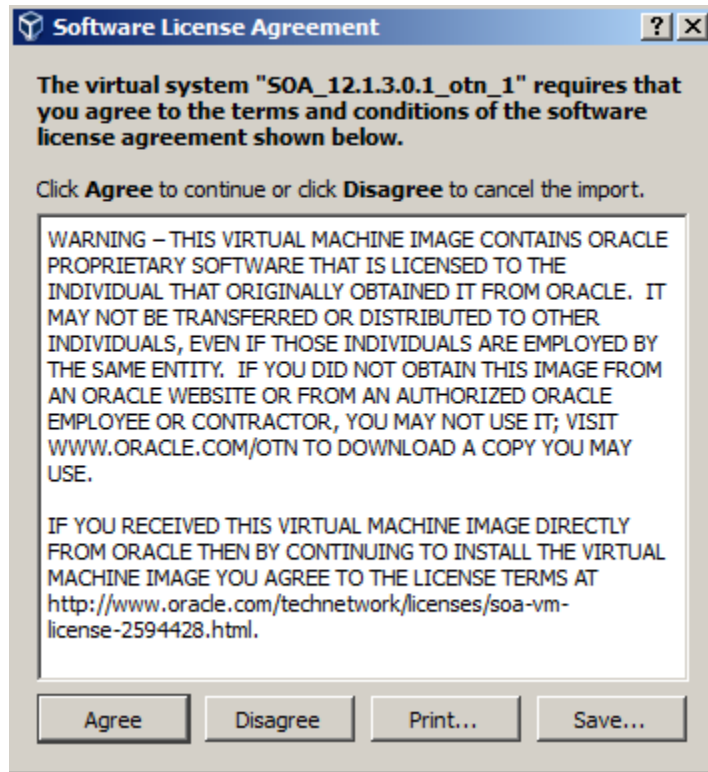 Software License Agreement
The virtual system "SOA_12.1.3.0.1_otn_1" requires that
you agree to the terms and conditions of the software
license agreement shown below.
Click Agree to continue or click Disagree to cancel the import.
WARNING – THIS VIRTUAL MACHINE IMAGE CONTAINS ORACLE
PROPRIETARY SOFTWARE THAT IS LICENSED TO THE
INDIVIDUAL THAT ORIGINALLY OBTAINED IT FROM ORACLE.  IT
MAY NOT BE TRANSFERRED OR DISTRIBUTED TO OTHER
INDIVIDUALS, EVEN IF THOSE INDIVIDUALS ARE EMPLOYED BY
THE SAME ENTITY.  IF YOU DID NOT OBTAIN THIS IMAGE FROM
AN ORACLE WEBSITE OR FROM AN AUTHORIZED ORACLE
EMPLOYEE OR CONTRACTOR, YOU MAY NOT USE IT; VISIT
WWW.ORACLE.COM/OTN TO DOWNLOAD A COPY YOU MAY
USE.
IF YOU RECEIVED THIS VIRTUAL MACHINE IMAGE DIRECTLY
FROM ORACLE THEN BY CONTINUING TO INSTALL THE VIRTUAL
MACHINE IMAGE YOU AGREE TO THE LICENSE TERMS AT
http://www.oracle.com/technetwork/licenses/soa-vm-
license-2594428.html.
Agree Disagree Print... Save...